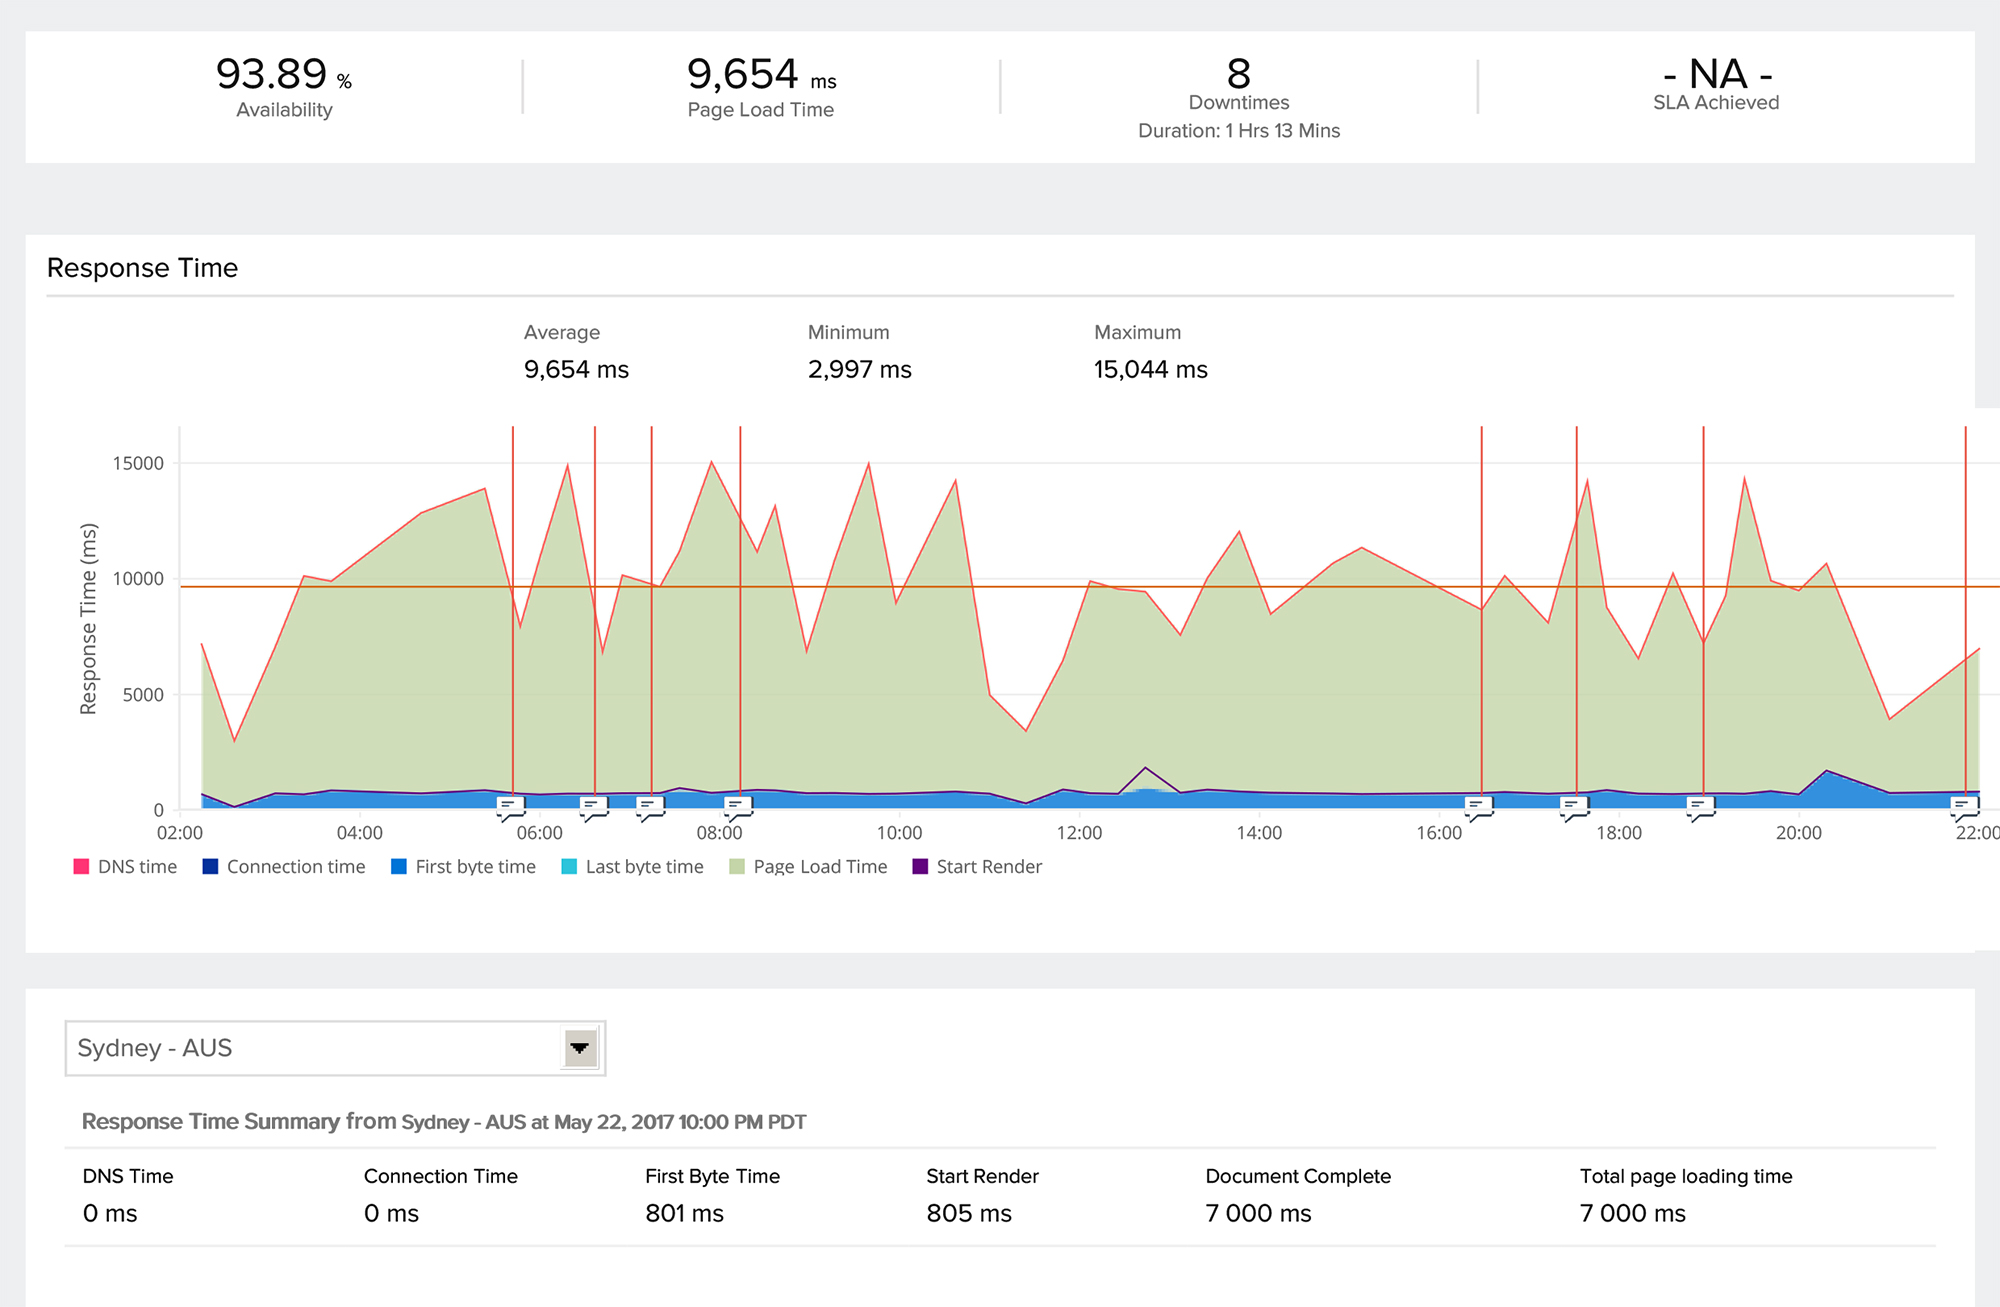 93.89 %
Availability
9,654 ms
Page Load Time
8
Downtimes
Duration: 1 Hrs 13 Mins
- NA -
SLA Achieved
Response Time
Average Minimum Maximum
9,654 ms 2,997 ms 15,044 ms
Response Time (ms)
15000
10000
5000
0
02:00 04:00 06:00 08:00 10:00 12:00 14:00 16:00 18:00 20:00 22:00
DNS time Connection time First byte time Last byte time Page Load Time Start Render
Sydney - AUS
Response Time Summary from Sydney - AUS at May 22, 2017 10:00 PM PDT
DNS Time Connection Time First Byte Time Start Render Document Complete Total page loading time
0 ms 0 ms 801 ms 805 ms 7 000 ms 7 000 ms